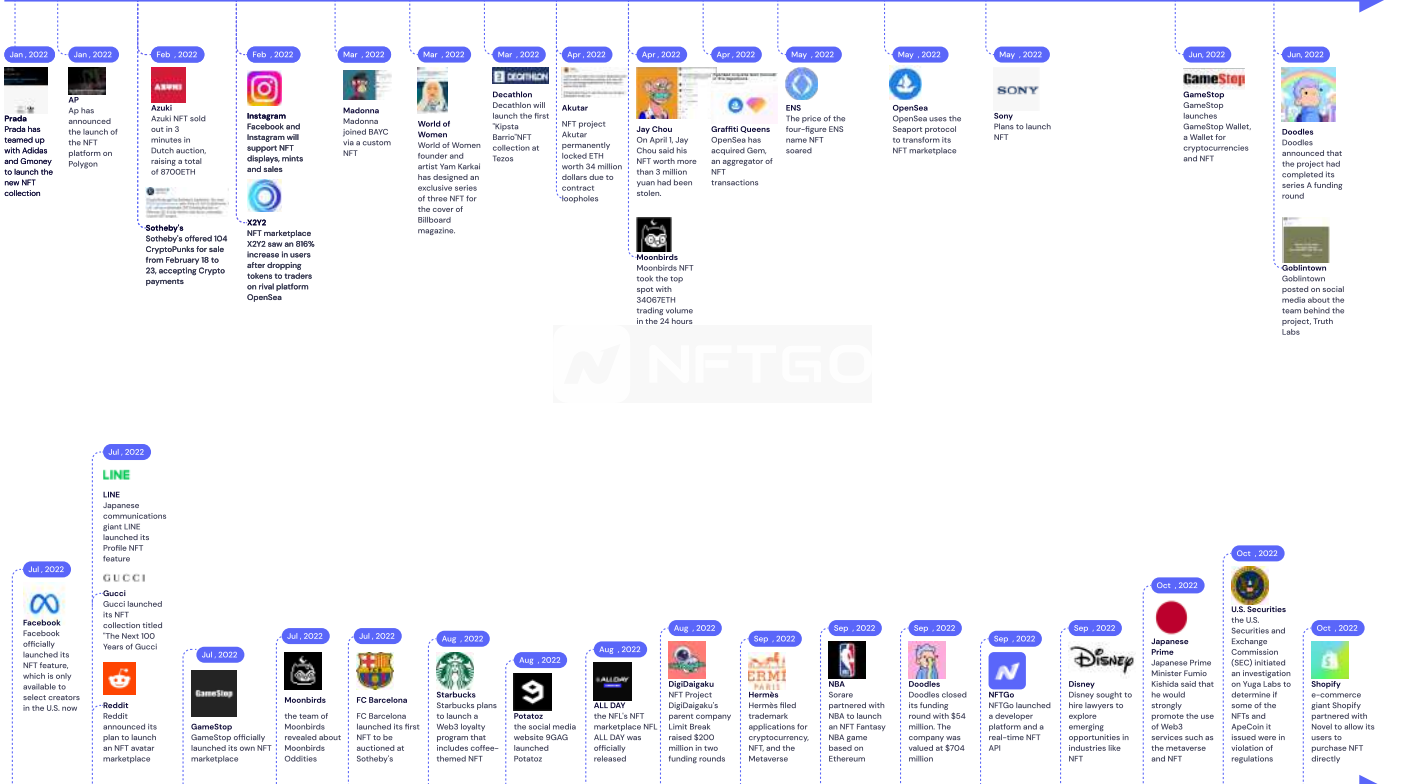 Jan , 2022
Prada
Prada has
teamed up
with Adidas
and Gmoney
to launch the
new NFT
collection
Jan , 2022
AP
Ap has
announced
the launch of
the NFT
platform on
Polygon
Feb , 2022
AZUKI
Azuki
Azuki NFT sold
out in 3
minutes in
Dutch auction,
raising a total
of 8700ETH
Sotheby's
Sotheby's offered 104
CryptoPunks for sale
from February 18 to
23, accepting Crypto
payments
Feb , 2022
Instagram
Facebook and
Instagram will
support NFT
displays, mints
and sales
X2Y2
NFT marketplace
X2Y2 saw an 816%
increase in users
after dropping
tokens to traders
on rival platform
OpenSea
Mar , 2022
Madonna
Madonna
joined BAYC
via a custom
NFT
Mar , 2022
World of
Women
World of Women
founder and
artist Yam Karkai
has designed an
exclusive series
of three NFT for
the cover of
Billboard
magazine.
Mar , 2022
DECATHLON
Decathlon
Decathlon will
launch the first
"Kipsta
Barrio"NFT
collection at
Tezos
Apr , 2022
Akutar
NFT project
Akutar
permanently
locked ETH
worth 34 million
dollars due to
contract
loopholes
Apr , 2022
Jay Chou
On April 1, Jay
Chou said his
NFT worth more
than 3 million
yuan had been
stolen.
Moonbirds
Moonbirds NFT
took the top
spot with
34067ETH
trading volume
in the 24 hours
Apr , 2022
Graffiti Queens
OpenSea has
acquired Gem,
an aggregator of
NFT
transactions
May , 2022
ENS
The price of the
four-figure ENS
name NFT
soared
May , 2022
OpenSea
OpenSea uses the
Seaport protocol
to transform its
NFT marketplace
May , 2022
SONY
Sony
Plans to launch
NFT
Jun, 2022
GameStop
GameStop
GameStop
launches
GameStop Wallet,
a Wallet for
cryptocurrencies
and NFT
Jun, 2022
Doodles
Doodles
announced that
the project had
completed its
series A funding
round
Goblintown
Goblintown
posted on social
media about the
team behind the
project, Truth
Labs
NFTGO
Jul , 2022
Facebook
Facebook
officially
launched its
NFT feature,
which is only
available to
select creators
in the U.S. now
Jul , 2022
LINE
LINE
Japanese
communications
giant LINE
launched its
Profile NFT
feature
GUCCI
Gucci
Gucci launched
its NFT
collection titled
"The Next 100
Years of Gucci
Reddit
Reddit
announced its
plan to launch
an NFT avatar
marketplace
Jul , 2022
GameStop
GameStop
GameStop officially
launched its own NFT
marketplace
Jul , 2022
Moonbirds
the team of
Moonbirds
revealed about
Moonbirds
Oddities
Jul , 2022
FC Barcelona
FC Barcelona
launched its first
NFT to be
auctioned at
Sotheby's
Aug , 2022
Starbucks
Starbucks plans
to launch a
Web3 loyalty
program that
includes coffee-
themed NFT
Aug , 2022
Potatoz
the social media
website 9GAG
launched
Potatoz
Aug , 2022
ALLDAY
ALL DAY
the NFL's NFT
marketplace NFL
ALL DAY was
officially
released
Aug , 2022
DigiDaigaku
NFT Project
DigiDaigaku's
parent company
Limit Break
raised $200
million in two
funding rounds
Sep , 2022
ERMI
PARIS
Hermès
Hermès filed
trademark
applications for
cryptocurrency,
NFT, and the
Metaverse
Sep , 2022
NBA
Sorare
partnered with
NBA to launch
an NFT Fantasy
NBA game
based on
Ethereum
Sep , 2022
Doodles
Doodles closed
its funding
round with $54
million. The
company was
valued at $704
million
Sep , 2022
NFTGo
NFTGo launched
a developer
platform and a
real-time NFT
API
Sep , 2022
Disney
Disney
Disney sought to
hire lawyers to
explore
emerging
opportunities in
industries like
NFT
Oct , 2022
Japanese
Prime
Japanese Prime
Minister Fumio
Kishida said that
he would
strongly
promote the use
of Web3
services such as
the metaverse
and NFT
Oct , 2022
U.S. Securities
the U.S.
Securities and
Exchange
Commission
(SEC) initiated
an investigation
on Yuga Labs to
determine if
some of the
NFTs and
ApeCoin it
issued were in
violation of
regulations
Oct , 2022
Shopify
e-commerce
giant Shopify
partnered with
Novel to allow its
users to
purchase NFT
directly